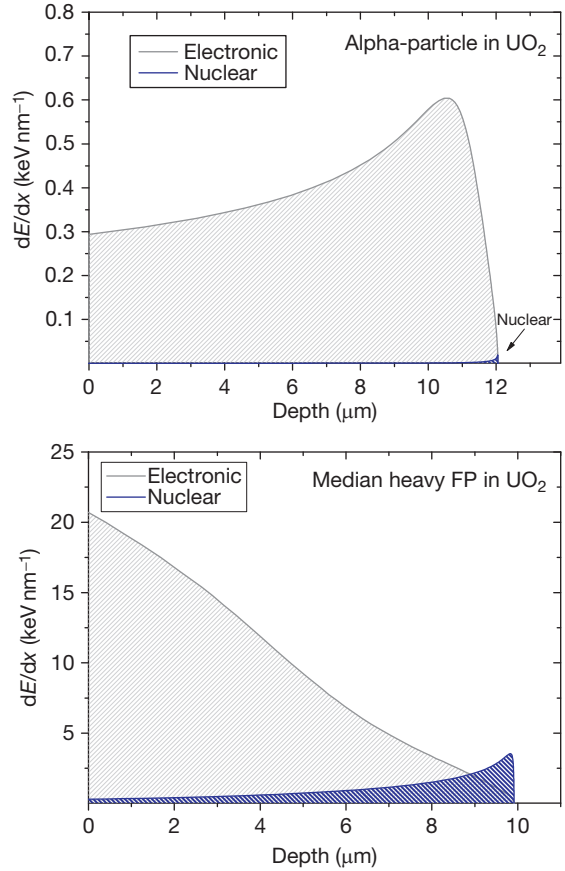 0.8
0.7
0.6
0.5
0.4
0.3
0.2
0.1
dE/dx (keV nm⁻¹)
Electronic
Nuclear
Alpha-particle in UO₂
Nuclear
0 2 4 6 8 10 12
Depth (μm)
25
20
15
10
5
dE/dx (keV nm⁻¹)
Electronic
Nuclear
Median heavy FP in UO₂
0 2 4 6 8 10
Depth (μm)